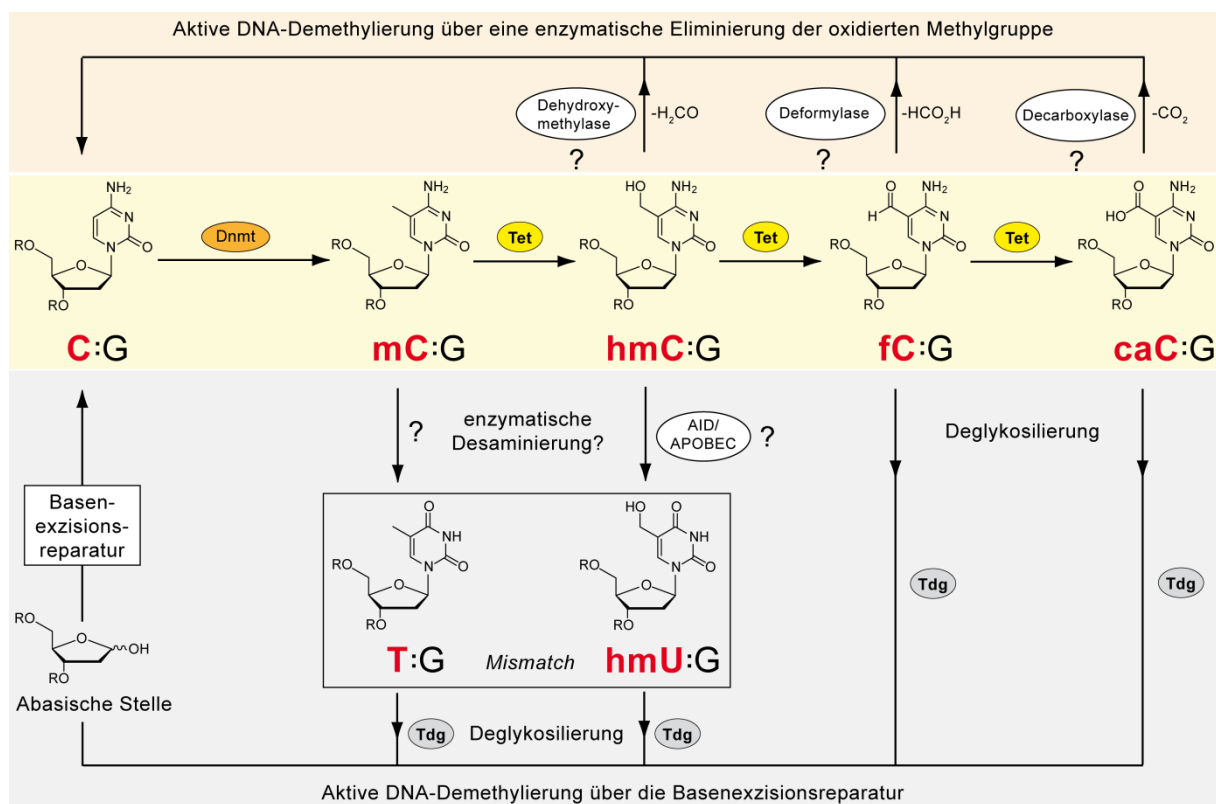 Aktive DNA-Demethylierung über eine enzymatische Eliminierung der oxidierten Methylgruppe
Dehydroxy-
methylase
-H2CO
?
Deformylase
-HCO2H
?
Decarboxylase
-CO2
?
NH2
N
N
O
RO
O
RO
C:G
Dnmt
NH2
N
N
O
RO
O
RO
mC:G
Tet
HO
NH2
N
N
O
RO
O
RO
hmC:G
Tet
O
NH2
H
N
N
O
RO
O
RO
fC:G
Tet
O
NH2
HO
N
N
O
RO
O
RO
caC:G
?
enzymatische
Desaminierung?
AID/
APOBEC
?
Deglykosilierung
Basen-
exzisions-
reparatur
O
NH
N
O
RO
O
RO
T:G
Mismatch
HO
O
NH
N
O
RO
O
RO
hmU:G
Tdg
Tdg
RO
O
OH
RO
Abasische Stelle
Tdg
Deglykosilierung
Tdg
Aktive DNA-Demethylierung über die Basenexzisionsreparatur